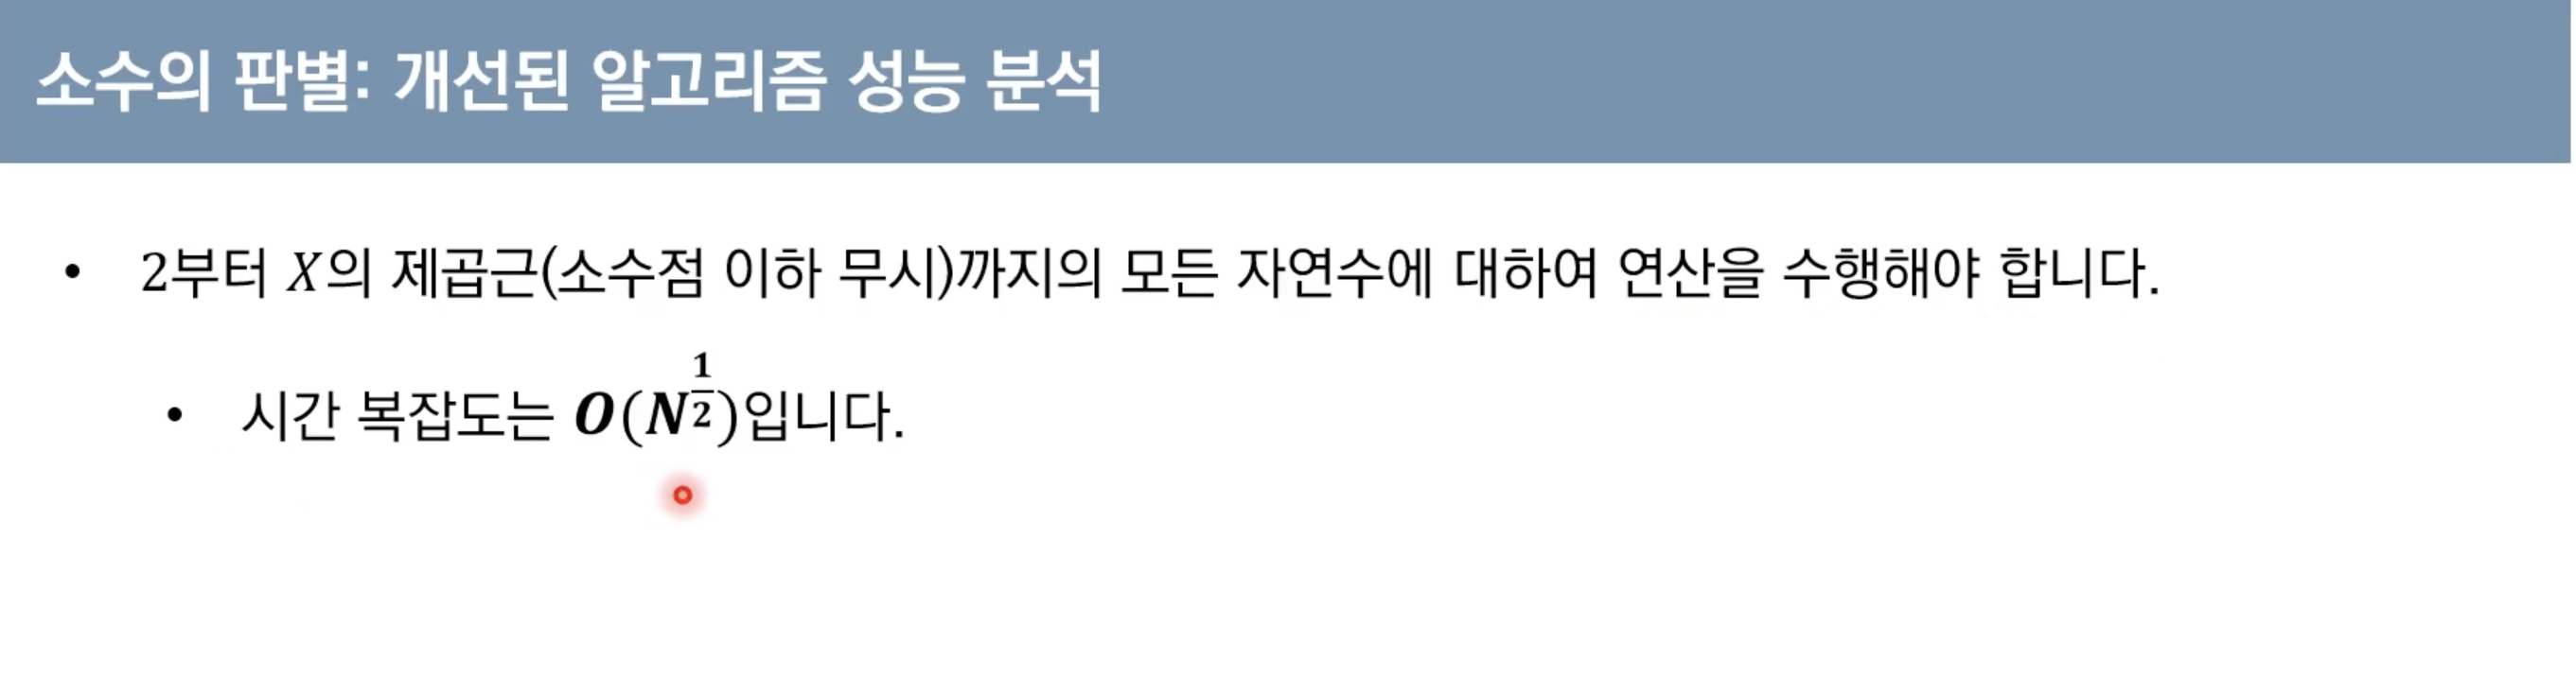 소수의 판별: 개선된 알고리즘 성능 분석
• 2부터 X의 제곱근(소수점 이하 무시)까지의 모든 자연수에 대하여 연산을 수행해야 합니다.
• 시간 복잡도는 O(N^{1/2})입니다.